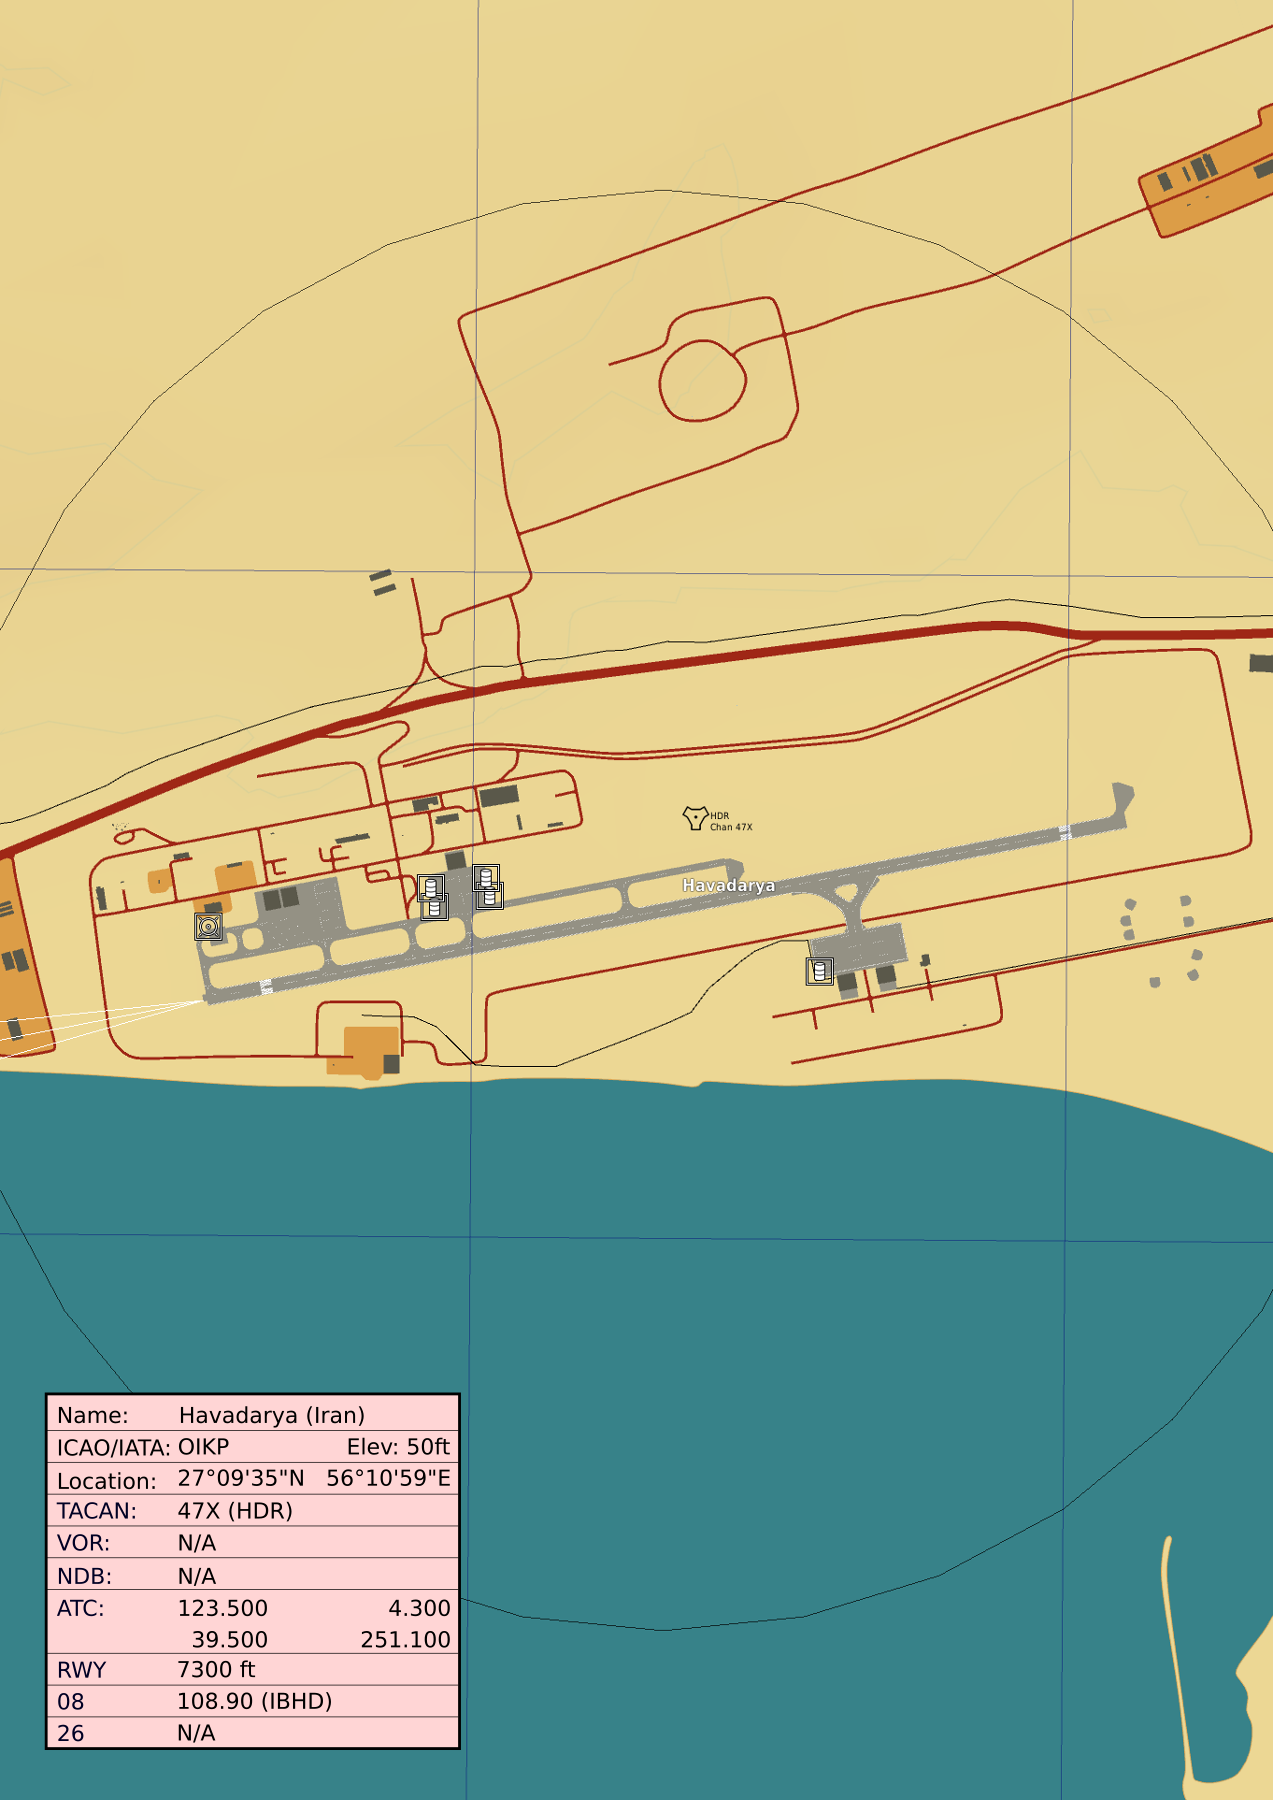 HDR
Chan 47X
Havadarya
Name: Havadarya (Iran)
ICAO/IATA: OIKP Elev: 50ft
Location: 27°09'35"N 56°10'59"E
TACAN: 47X (HDR)
VOR: N/A
NDB: N/A
ATC: 123.500 4.300
39.500 251.100
RWY 7300 ft
08 108.90 (IBHD)
26 N/A